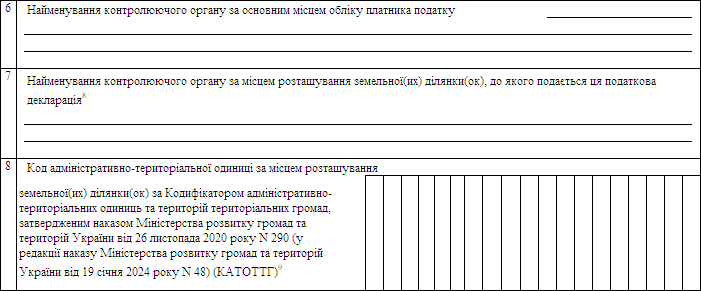 6 Найменування контролюючого органу за основним місцем обліку платника податку
7 Найменування контролюючого органу за місцем розташування земельної(их) ділянки(ок), до якого подається ця податкова
декларація⁸
8 Код адміністративно-територіальної одиниці за місцем розташування
земельної(их) ділянки(ок) за Кодифікатором адміністративно-
територіальних одиниць та територій територіальних громад,
затвердженим наказом Міністерства розвитку громад та
територій України від 26 листопада 2020 року N 290 (у
редакції наказу Міністерства розвитку громад та територій
України від 19 січня 2024 року N 48) (КАТОТТГ)⁹